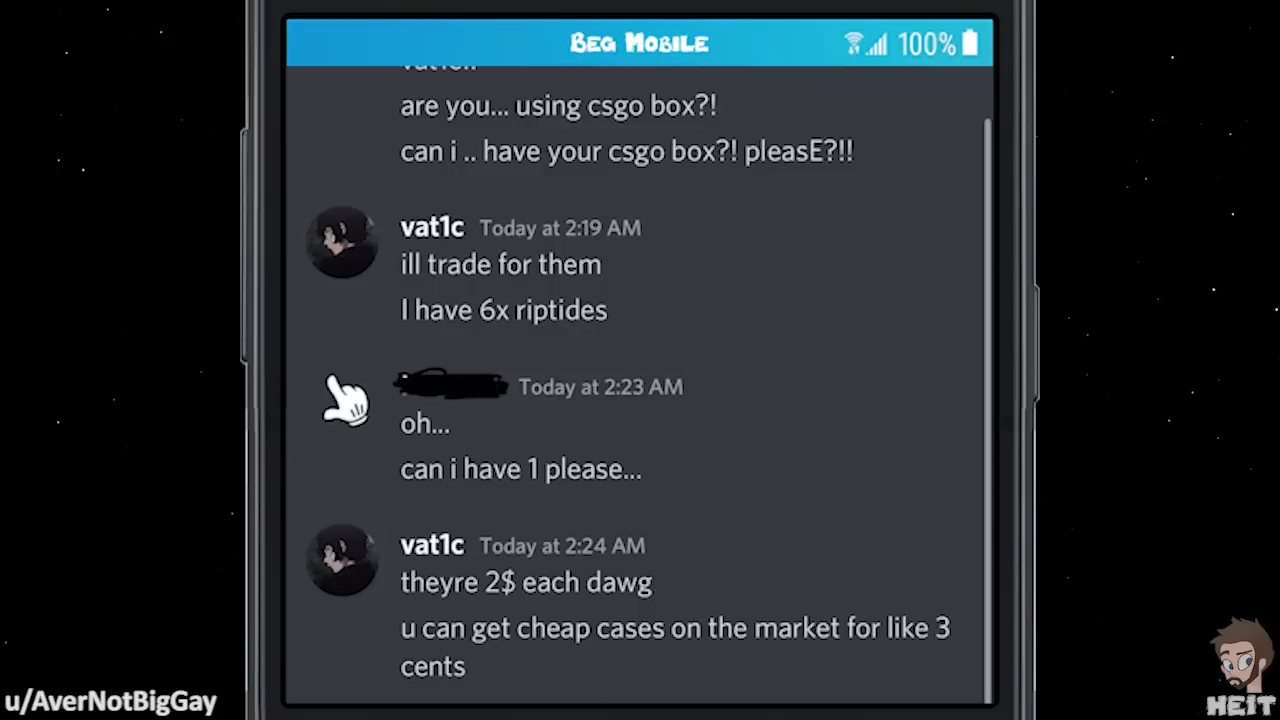 Beg Mobile
100%
are you... using csgo box?!
can i .. have your csgo box?! pleasE?!!
vat1c Today at 2:19 AM
ill trade for them
I have 6x riptides
Today at 2:23 AM
oh...
can i have 1 please...
vat1c Today at 2:24 AM
theyre 2$ each dawg
u can get cheap cases on the market for like 3
cents
u/AverNotBigGay
HEIT